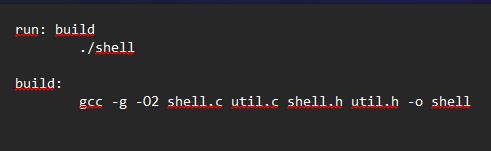 run: build
./shell
build:
gcc -g -O2 shell.c util.c shell.h util.h -o shell